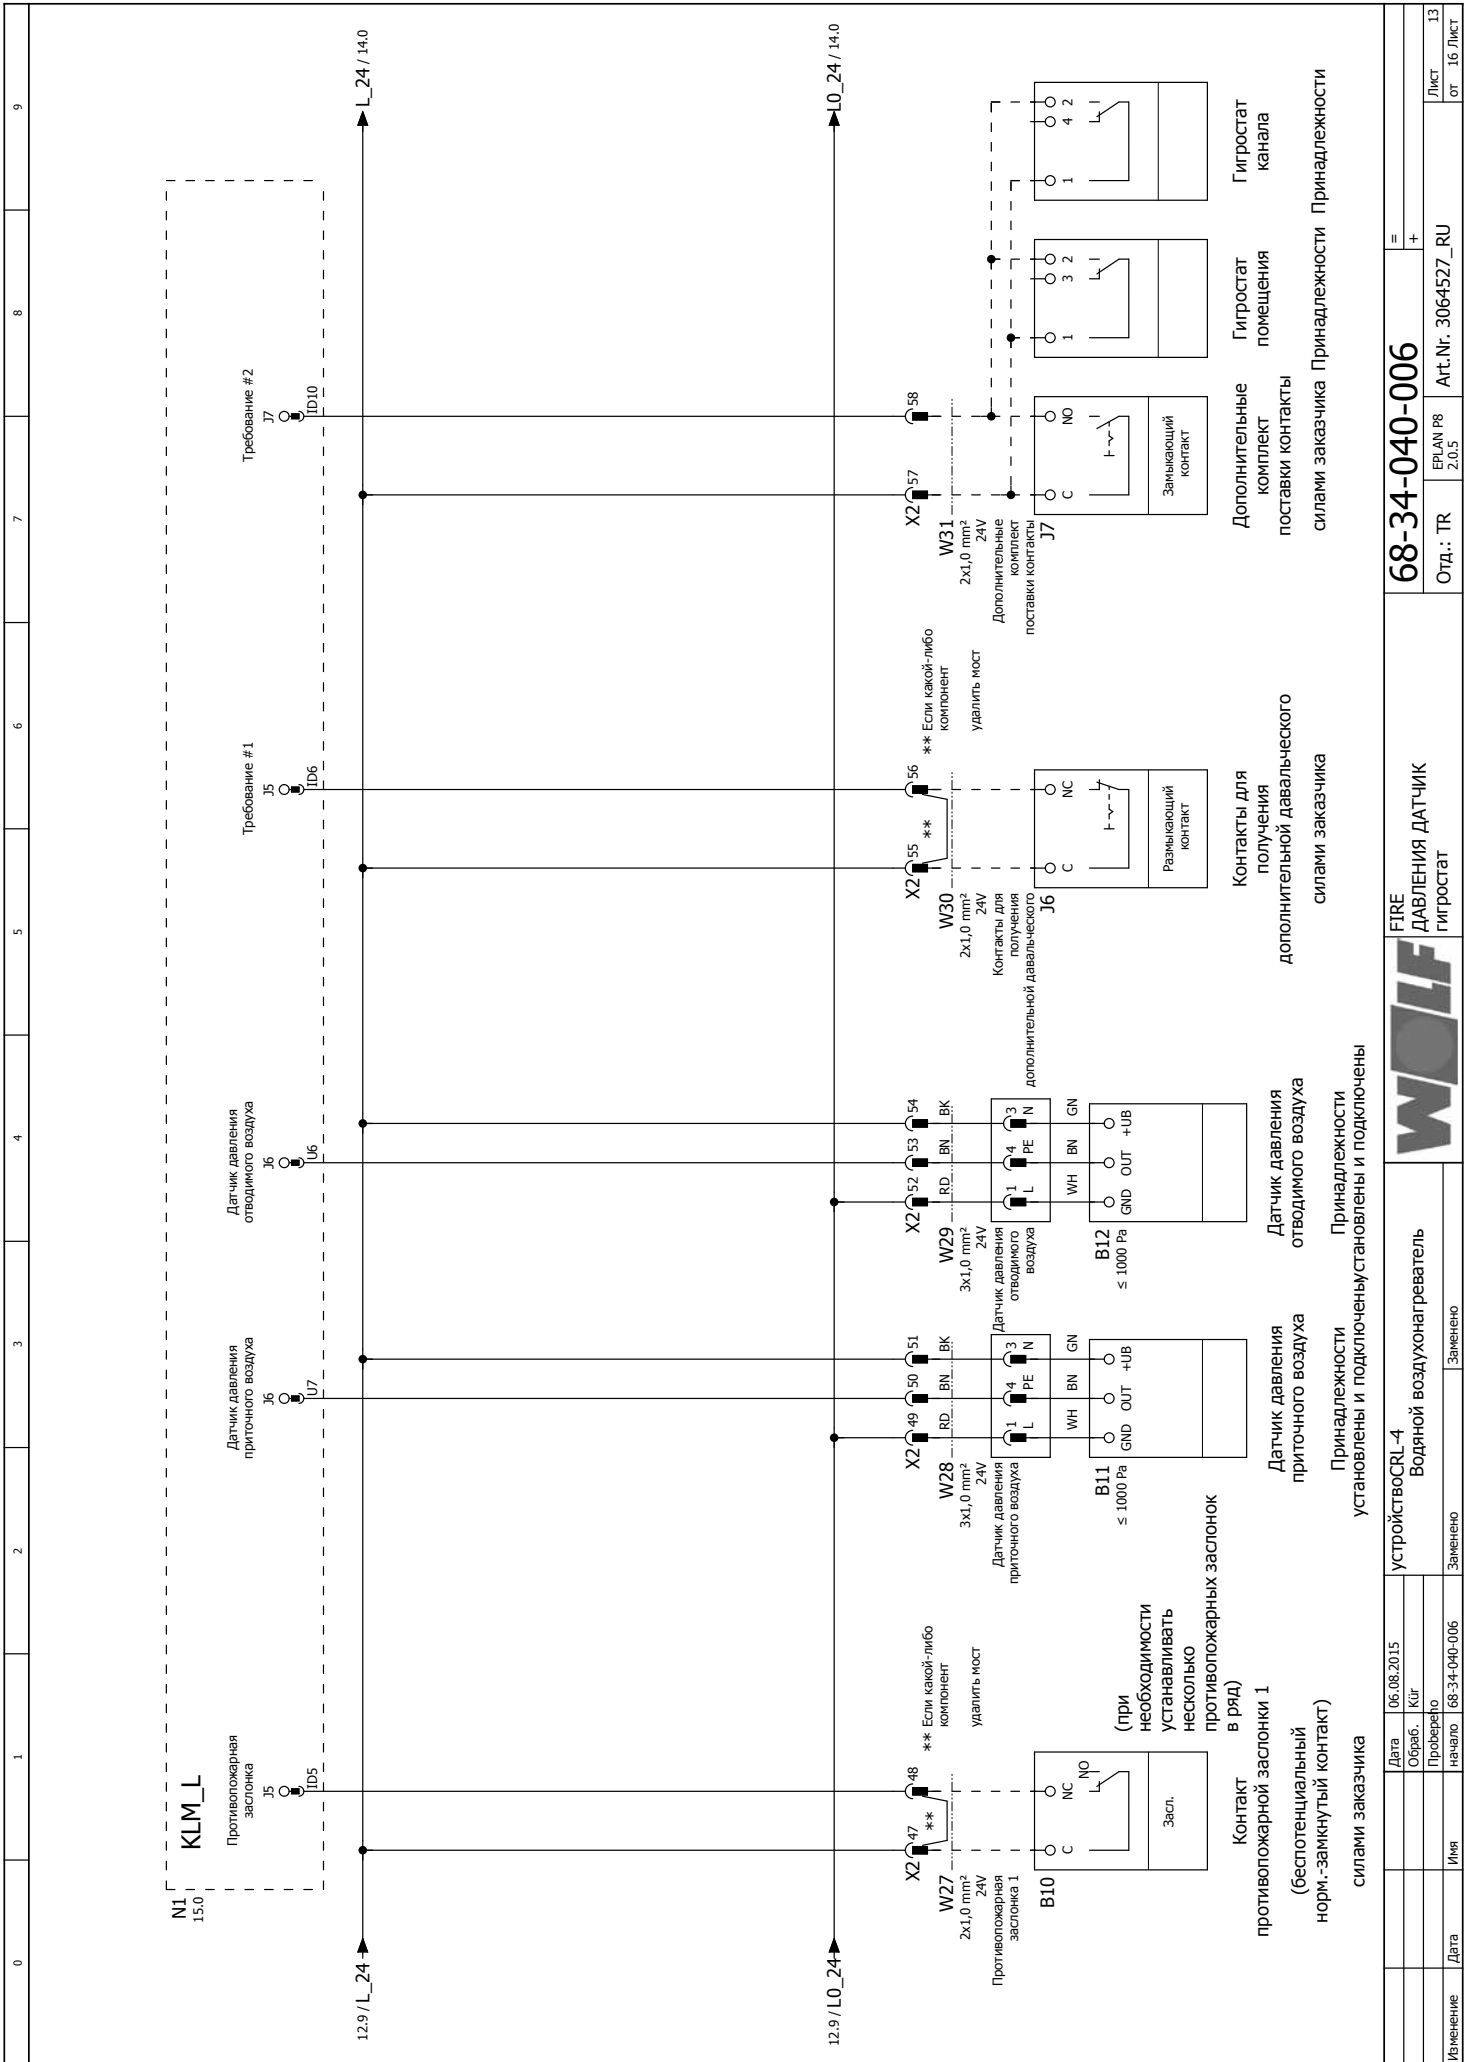 0
1
2
3
4
5
6
7
8
9
N1
15.0
KLM_L
Противопожарная
заслонка
J5
ID5
Датчик давления
приточного воздуха
J6
U7
Датчик давления
отводимого воздуха
J6
U6
Требование #1
J5
ID6
Требование #2
J7
ID10
12.9 / L_24
L_24 / 14.0
12.9 / L0_24
L0_24 / 14.0
X2
47
48
**
** Если какой-либо
компонент
удалить мост
W27
2x1,0 mm²
24V
Противопожарная
заслонка 1
B10
C
NC
NO
Засл.
(при
необходимости
устанавливать
несколько
противопожарных заслонок
в ряд)
Контакт
противопожарной заслонки 1
(беспотенциальный
норм.-замкнутый контакт)
силами заказчика
X2
49
50
51
RD
BN
BK
W28
3x1,0 mm²
24V
Датчик давления
приточного воздуха
1
4
3
L
PE
N
WH
BN
GN
B11
≤ 1000 Pa
GND
OUT
+UB
Датчик давления
приточного воздуха
Принадлежности
установлены и подключены
X2
52
53
54
RD
BN
BK
W29
3x1,0 mm²
24V
Датчик давления
отводимого
воздуха
1
4
3
L
PE
N
WH
BN
GN
B12
≤ 1000 Pa
GND
OUT
+UB
Датчик давления
отводимого воздуха
Принадлежности
установлены и подключены
X2
55
56
**
** Если какой-либо
компонент
удалить мост
W30
2x1,0 mm²
24V
Контакты для
получения
дополнительной давальческого
J6
C
NC
Размыкающий
контакт
Контакты для
получения
дополнительной давальческого
силами заказчика
X2
57
58
W31
2x1,0 mm²
24V
Дополнительные
комплект
поставки контакты
J7
C
NO
Замыкающий
контакт
Дополнительные
комплект
поставки контакты
силами заказчика
1
3
2
Гигростат
помещения
Принадлежности
1
4
2
Гигростат
канала
Принадлежности
Изменение
Дата
Имя
Дата
06.08.2015
Обраб.
Kür
Проберено
начало
68-34-040-006
устройствоCRL-4
Водяной воздухонагреватель
Заменено
Заменено
WOLF
FIRE
ДАВЛЕНИЯ ДАТЧИК
гигростат
68-34-040-006
Отд.: TR
EPLAN P8
2.0.5
Art.Nr. 3064527_RU
=
+
Лист 13
от 16 Лист